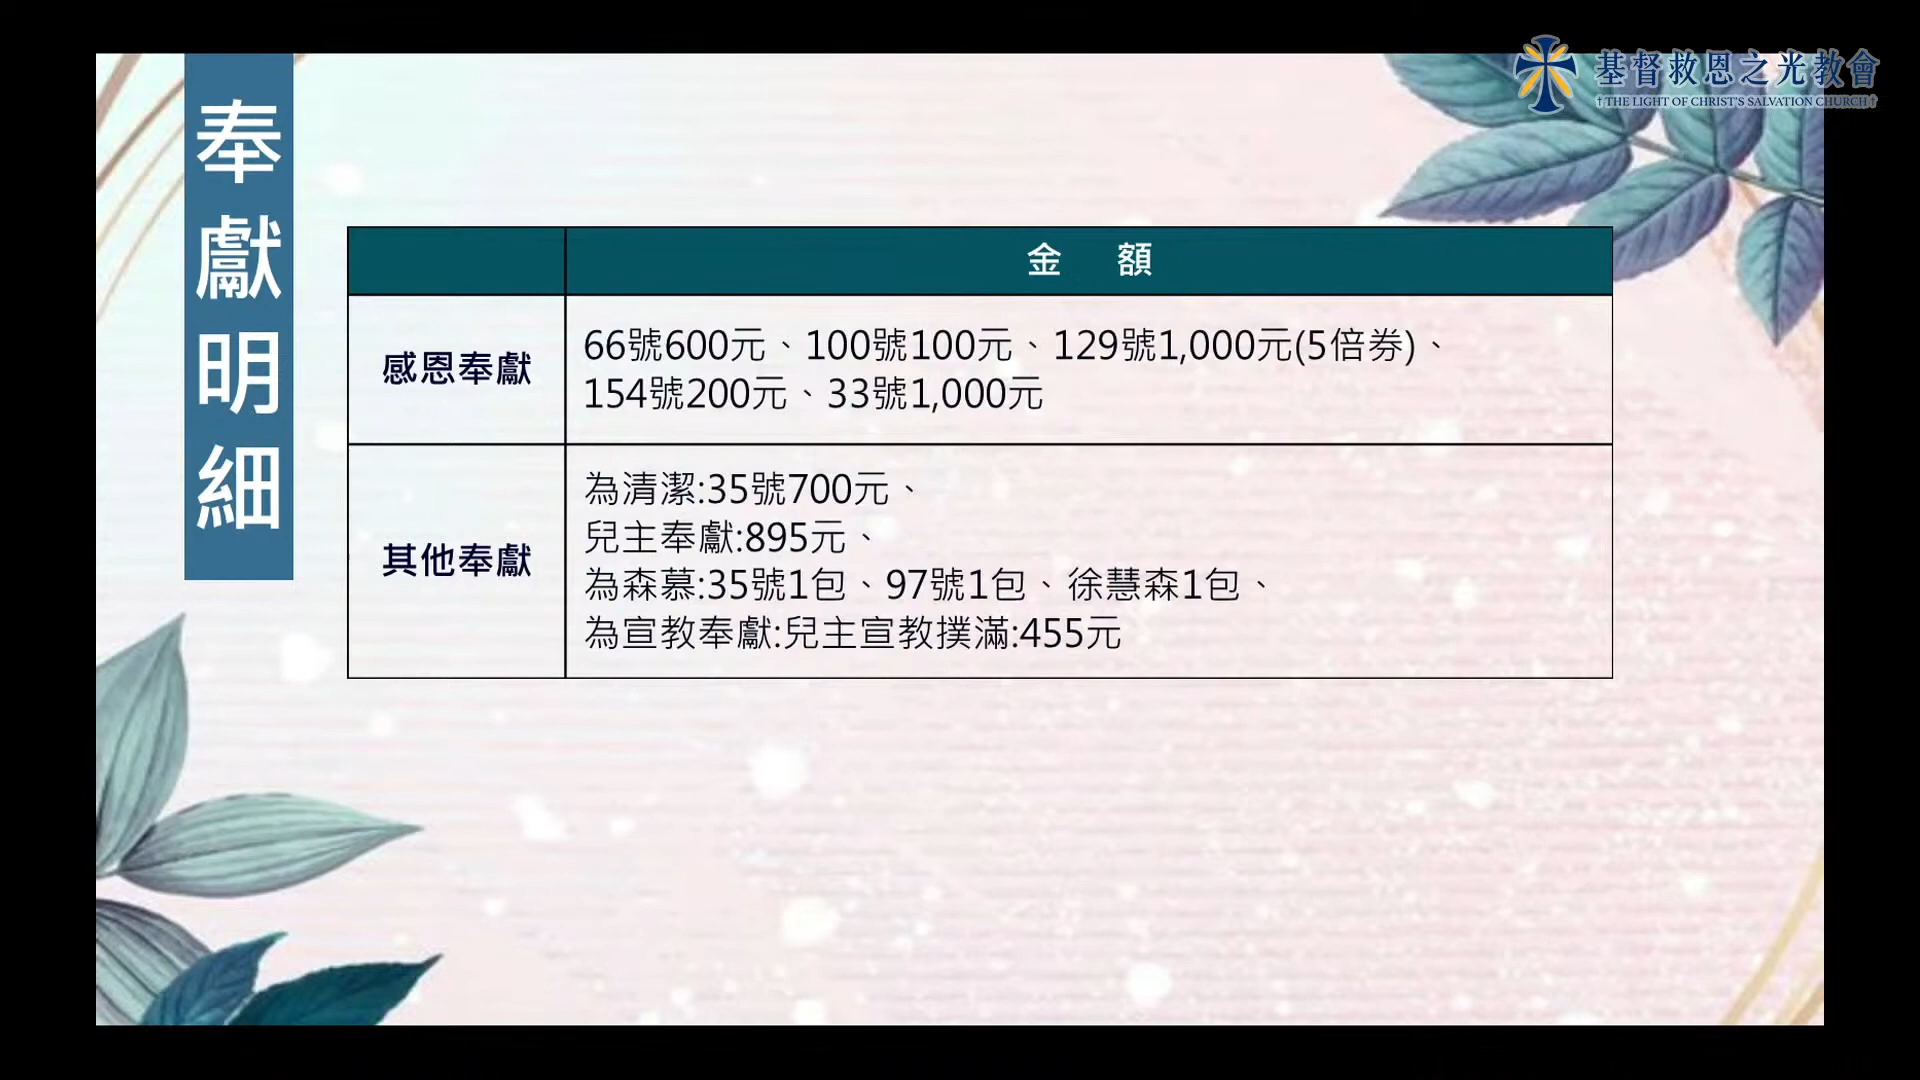 基督救恩之光教會
†THE LIGHT OF CHRIST'S SALVATION CHURCH†
奉獻明細
金 額
感恩奉獻
66號600元、100號100元、129號1,000元(5倍券)、
154號200元、33號1,000元
其他奉獻
為清潔:35號700元、
兒主奉獻:895元、
為森慕:35號1包、97號1包、徐慧森1包、
為宣教奉獻:兒主宣教撲滿:455元